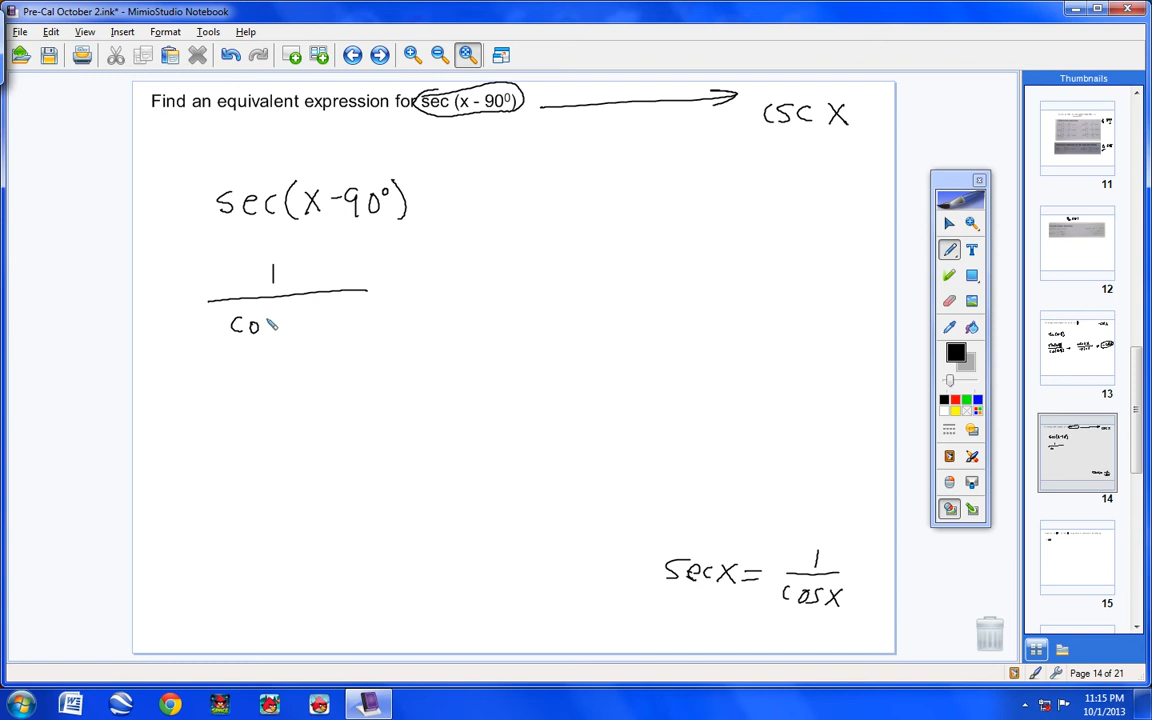 Pre-Cal October 2.ink* - MimioStudio Notebook
File Edit View Insert Format Tools Help
Find an equivalent expression for sec (x - 90⁰)
csc x
sec(x-90°)
1
co
secx = 1
cosx
Thumbnails
11
12
13
14
15
Page 14 of 21
11:15 PM
10/1/2013